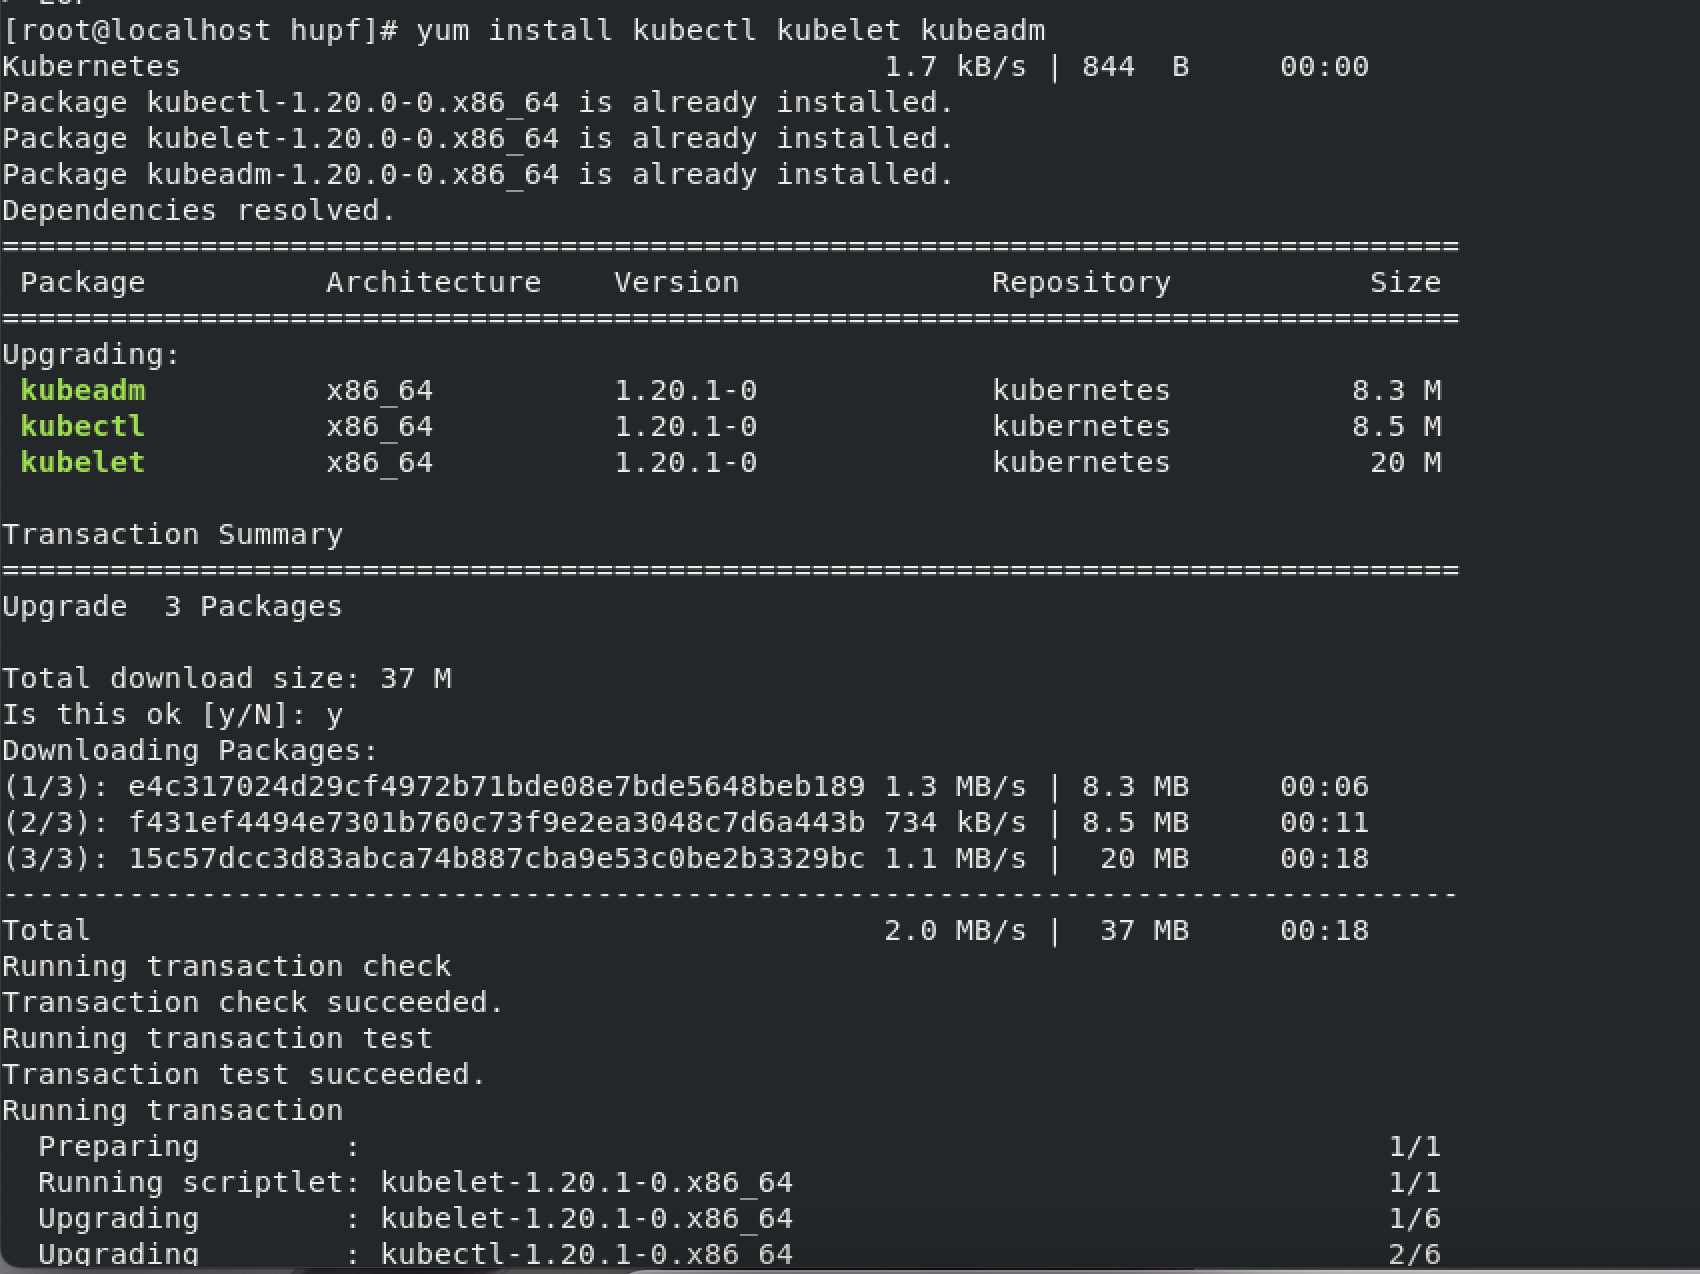 [root@localhost hupf]# yum install kubectl kubelet kubeadm
Kubernetes                                       1.7 kB/s | 844  B     00:00
Package kubectl-1.20.0-0.x86_64 is already installed.
Package kubelet-1.20.0-0.x86_64 is already installed.
Package kubeadm-1.20.0-0.x86_64 is already installed.
Dependencies resolved.
=================================================================================
 Package          Architecture    Version              Repository           Size
=================================================================================
Upgrading:
 kubeadm          x86_64          1.20.1-0             kubernetes          8.3 M
 kubectl          x86_64          1.20.1-0             kubernetes          8.5 M
 kubelet          x86_64          1.20.1-0             kubernetes           20 M
Transaction Summary
=================================================================================
Upgrade  3 Packages
Total download size: 37 M
Is this ok [y/N]: y
Downloading Packages:
(1/3): e4c317024d29cf4972b71bde08e7bde5648beb189 1.3 MB/s | 8.3 MB     00:06
(2/3): f431ef4494e7301b760c73f9e2ea3048c7d6a443b 734 kB/s | 8.5 MB     00:11
(3/3): 15c57dcc3d83abca74b887cba9e53c0be2b3329bc 1.1 MB/s |  20 MB     00:18
---------------------------------------------------------------------------------
Total                                            2.0 MB/s |  37 MB     00:18
Running transaction check
Transaction check succeeded.
Running transaction test
Transaction test succeeded.
Running transaction
  Preparing        :                                                         1/1
  Running scriptlet: kubelet-1.20.1-0.x86_64                                 1/1
  Upgrading        : kubelet-1.20.1-0.x86_64                                 1/6
  Upgrading        : kubectl-1.20.1-0.x86_64                                 2/6